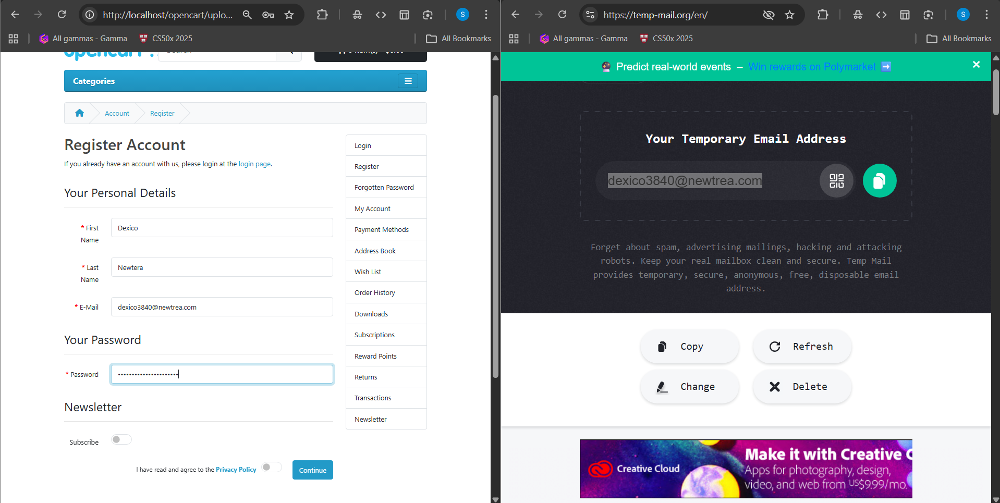 http://localhost/opencart/uplo...
S
All gammas - Gamma
CS50x 2025
All Bookmarks
opencart
Search
Categories
Account
Register
Register Account
If you already have an account with us, please login at the login page.
Your Personal Details
* First Name
Dexico
* Last Name
Newtera
* E-Mail
dexico3840@newtrea.com
Your Password
* Password
Newsletter
Subscribe
I have read and agree to the Privacy Policy
Continue
Login
Register
Forgotten Password
My Account
Payment Methods
Address Book
Wish List
Order History
Downloads
Subscriptions
Reward Points
Returns
Transactions
Newsletter
https://temp-mail.org/en/
S
All gammas - Gamma
CS50x 2025
All Bookmarks
Predict real-world events – Win rewards on Polymarket
Your Temporary Email Address
dexico3840@newtrea.com
Forget about spam, advertising mailings, hacking and attacking
robots. Keep your real mailbox clean and secure. Temp Mail
provides temporary, secure, anonymous, free, disposable email
address.
Copy
Refresh
Change
Delete
Creative Cloud
Make it with Creative C
Apps for photography, design,
video, and web from US$9.99/mo.